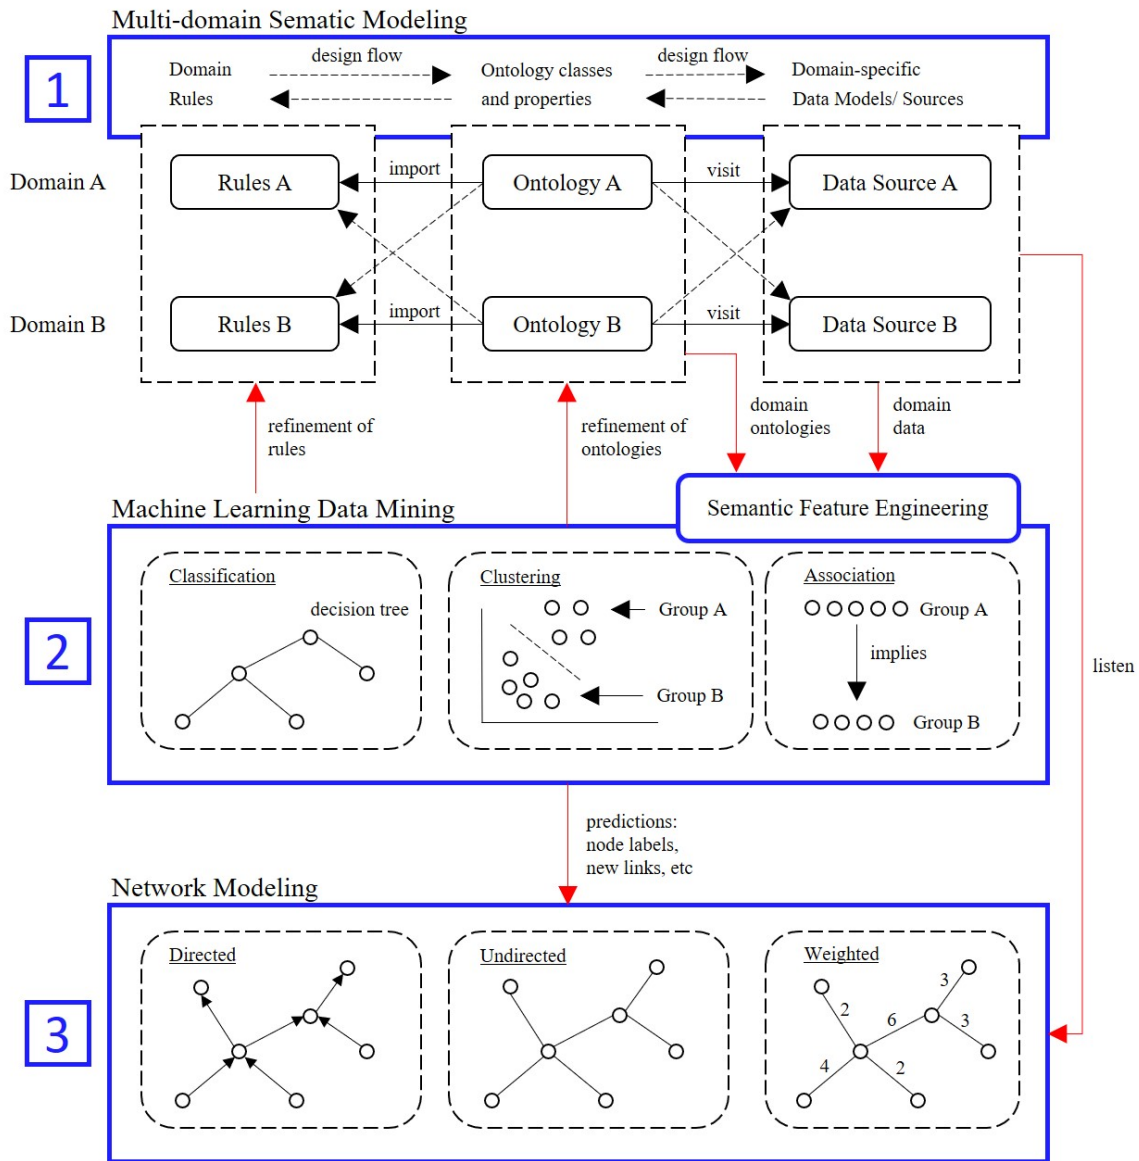 Multi-domain Sematic Modeling
1
design flow
design flow
Domain
Rules
Ontology classes
and properties
Domain-specific
Data Models/ Sources
Domain A
Rules A
import
Ontology A
visit
Data Source A
Domain B
Rules B
import
Ontology B
visit
Data Source B
refinement of
rules
refinement of
ontologies
domain
ontologies
domain
data
Machine Learning Data Mining
Semantic Feature Engineering
2
Classification
decision tree
Clustering
Group A
Group B
Association
Group A
implies
Group B
listen
predictions:
node labels,
new links, etc
Network Modeling
3
Directed
Undirected
Weighted
3
2
6
3
4
2